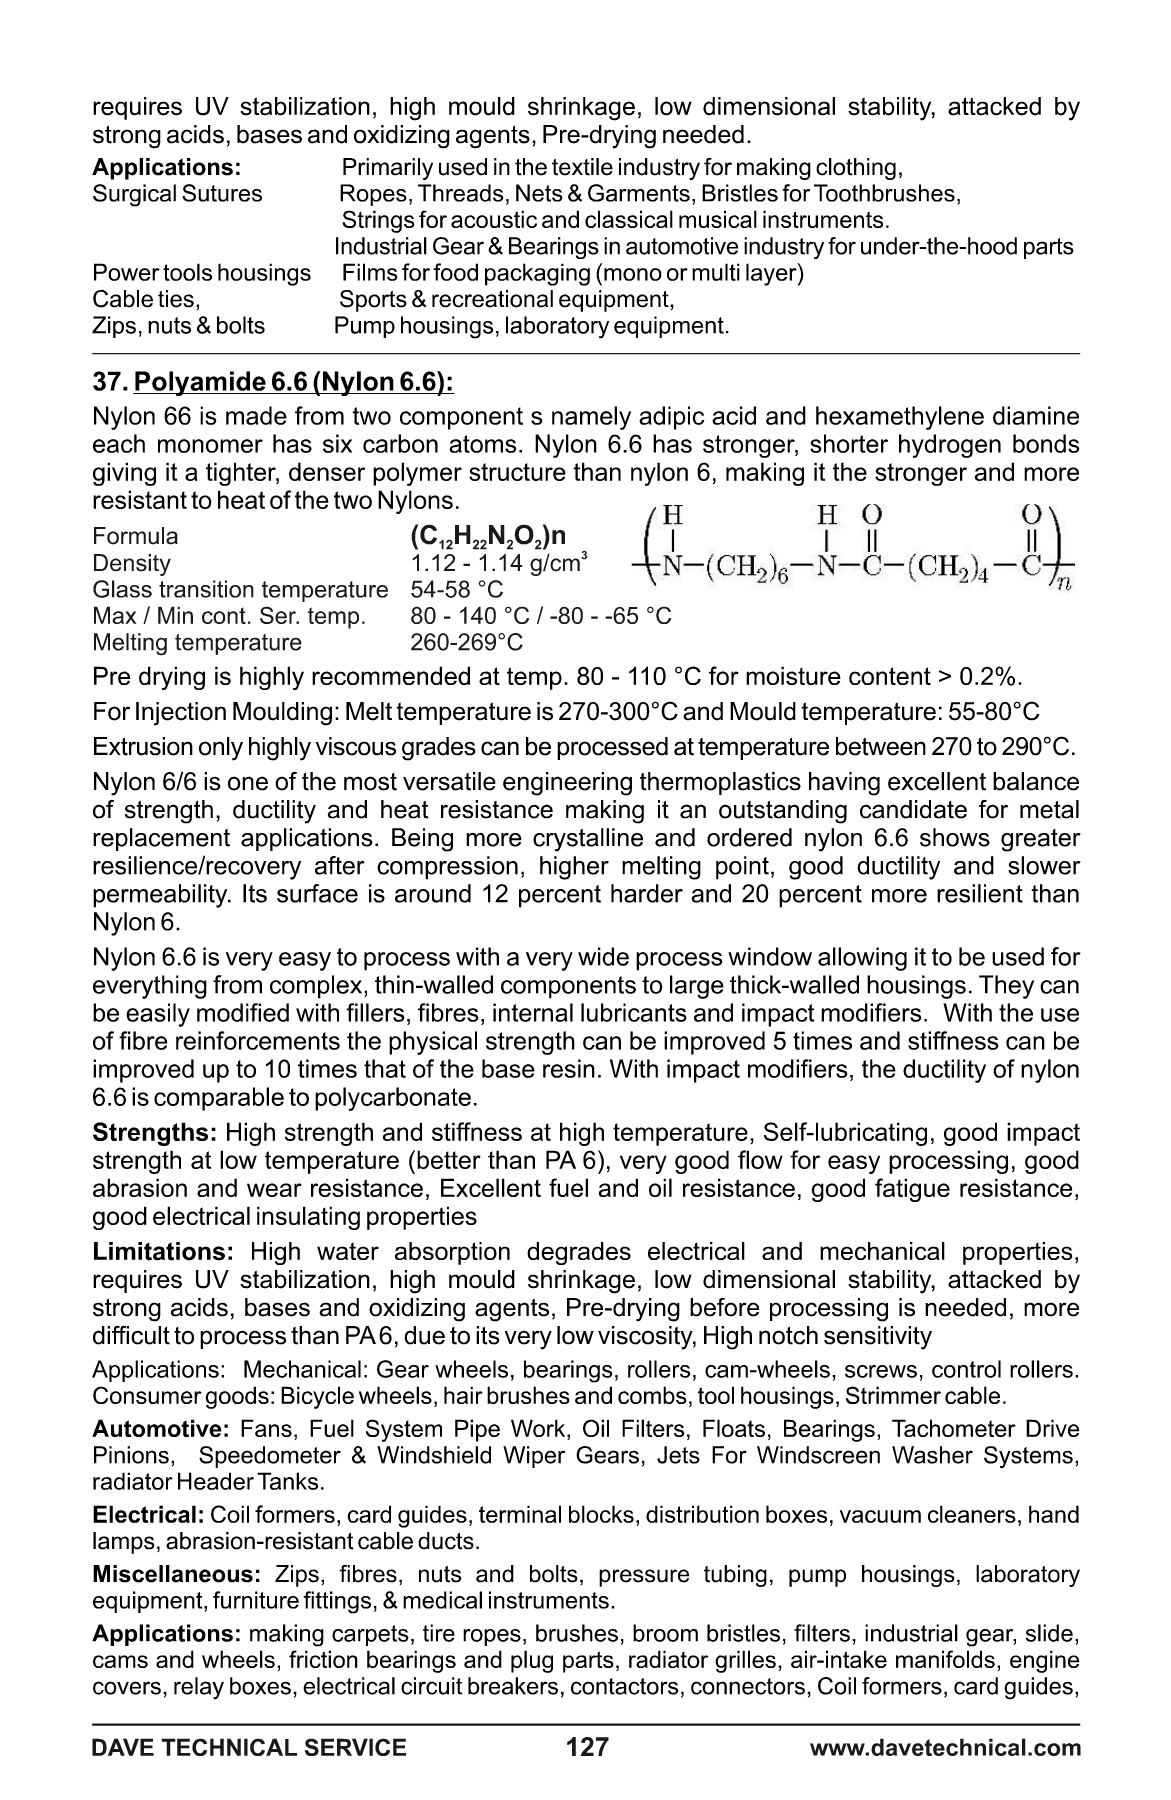 requires UV stabilization, high mould shrinkage, low dimensional stability, attacked by
strong acids, bases and oxidizing agents, Pre-drying needed.
Applications: Primarily used in the textile industry for making clothing,
Surgical Sutures Ropes, Threads, Nets & Garments, Bristles for Toothbrushes,
Strings for acoustic and classical musical instruments.
Industrial Gear & Bearings in automotive industry for under-the-hood parts
Power tools housings Films for food packaging (mono or multi layer)
Cable ties, Sports & recreational equipment,
Zips, nuts & bolts Pump housings, laboratory equipment.
37. Polyamide 6.6 (Nylon 6.6):
Nylon 66 is made from two component s namely adipic acid and hexamethylene diamine
each monomer has six carbon atoms. Nylon 6.6 has stronger, shorter hydrogen bonds
giving it a tighter, denser polymer structure than nylon 6, making it the stronger and more
resistant to heat of the two Nylons.
Formula (C₁₂H₂₂N₂O₂)n
Density 1.12 - 1.14 g/cm³
Glass transition temperature 54-58 °C
Max / Min cont. Ser. temp. 80 - 140 °C / -80 - -65 °C
Melting temperature 260-269°C
H H O O
N–(CH₂)₆–N–C–(CH₂)₄–C n
Pre drying is highly recommended at temp. 80 - 110 °C for moisture content > 0.2%.
For Injection Moulding: Melt temperature is 270-300°C and Mould temperature: 55-80°C
Extrusion only highly viscous grades can be processed at temperature between 270 to 290°C.
Nylon 6/6 is one of the most versatile engineering thermoplastics having excellent balance
of strength, ductility and heat resistance making it an outstanding candidate for metal
replacement applications. Being more crystalline and ordered nylon 6.6 shows greater
resilience/recovery after compression, higher melting point, good ductility and slower
permeability. Its surface is around 12 percent harder and 20 percent more resilient than
Nylon 6.
Nylon 6.6 is very easy to process with a very wide process window allowing it to be used for
everything from complex, thin-walled components to large thick-walled housings. They can
be easily modified with fillers, fibres, internal lubricants and impact modifiers. With the use
of fibre reinforcements the physical strength can be improved 5 times and stiffness can be
improved up to 10 times that of the base resin. With impact modifiers, the ductility of nylon
6.6 is comparable to polycarbonate.
Strengths: High strength and stiffness at high temperature, Self-lubricating, good impact
strength at low temperature (better than PA 6), very good flow for easy processing, good
abrasion and wear resistance, Excellent fuel and oil resistance, good fatigue resistance,
good electrical insulating properties
Limitations: High water absorption degrades electrical and mechanical properties,
requires UV stabilization, high mould shrinkage, low dimensional stability, attacked by
strong acids, bases and oxidizing agents, Pre-drying before processing is needed, more
difficult to process than PA 6, due to its very low viscosity, High notch sensitivity
Applications: Mechanical: Gear wheels, bearings, rollers, cam-wheels, screws, control rollers.
Consumer goods: Bicycle wheels, hair brushes and combs, tool housings, Strimmer cable.
Automotive: Fans, Fuel System Pipe Work, Oil Filters, Floats, Bearings, Tachometer Drive
Pinions, Speedometer & Windshield Wiper Gears, Jets For Windscreen Washer Systems,
radiator Header Tanks.
Electrical: Coil formers, card guides, terminal blocks, distribution boxes, vacuum cleaners, hand
lamps, abrasion-resistant cable ducts.
Miscellaneous: Zips, fibres, nuts and bolts, pressure tubing, pump housings, laboratory
equipment, furniture fittings, & medical instruments.
Applications: making carpets, tire ropes, brushes, broom bristles, filters, industrial gear, slide,
cams and wheels, friction bearings and plug parts, radiator grilles, air-intake manifolds, engine
covers, relay boxes, electrical circuit breakers, contactors, connectors, Coil formers, card guides,
DAVE TECHNICAL SERVICE 127 www.davetechnical.com